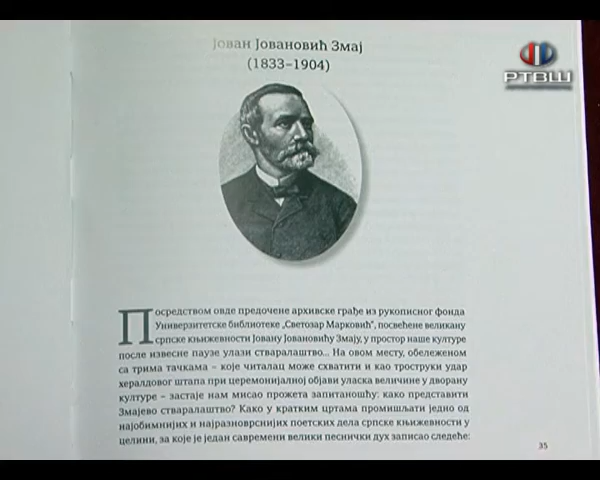 Јован Јовановић Змај
(1833–1904)
РТВШ
Посредством овде предочене архивске грађе из рукописног фонда
Универзитетске библиотеке „Светозар Марковић“, посвећене великану
српске књижевности Јовану Јовановићу Змају, у простор наше културе
после извесне паузе улази стваралаштво... На овом месту, обележеном
са трима тачкама – које читалац може схватити и као троструки удар
хералдовог штапа при церемонијалној објави уласка величине у дворану
културе – застаје нам мисао прожета запитаношћу: како представити
Змајево стваралаштво? Како у кратким цртама промишљати једно од
најобимнијих и најразноврснијих поетских дела српске књижевности у
целини, за које је један савремени велики песнички дух записао следеће:
35